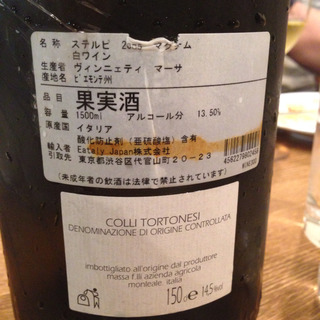 名 称 ステルピ マグナム
白ワイン
生産者 ヴィンニェティ マーサ
産地名 ピエモンテ州
品 目 果実酒
容 量 1500ml アルコール分 13.50%
原産国 イタリア
酸化防止剤(亜硫酸塩)含有
輸入者 Eataly Japan株式会社
引取先 東京都渋谷区代官山町20-23
(未成年者の飲酒は法律で禁止されています)
COLLI TORTONESI
DENOMINAZIONE DI ORIGINE CONTROLLATA
imbottigliato all'origine dal produttore
massa f.lli azienda agricola
monleale. italia
150cl e 14,5%vol